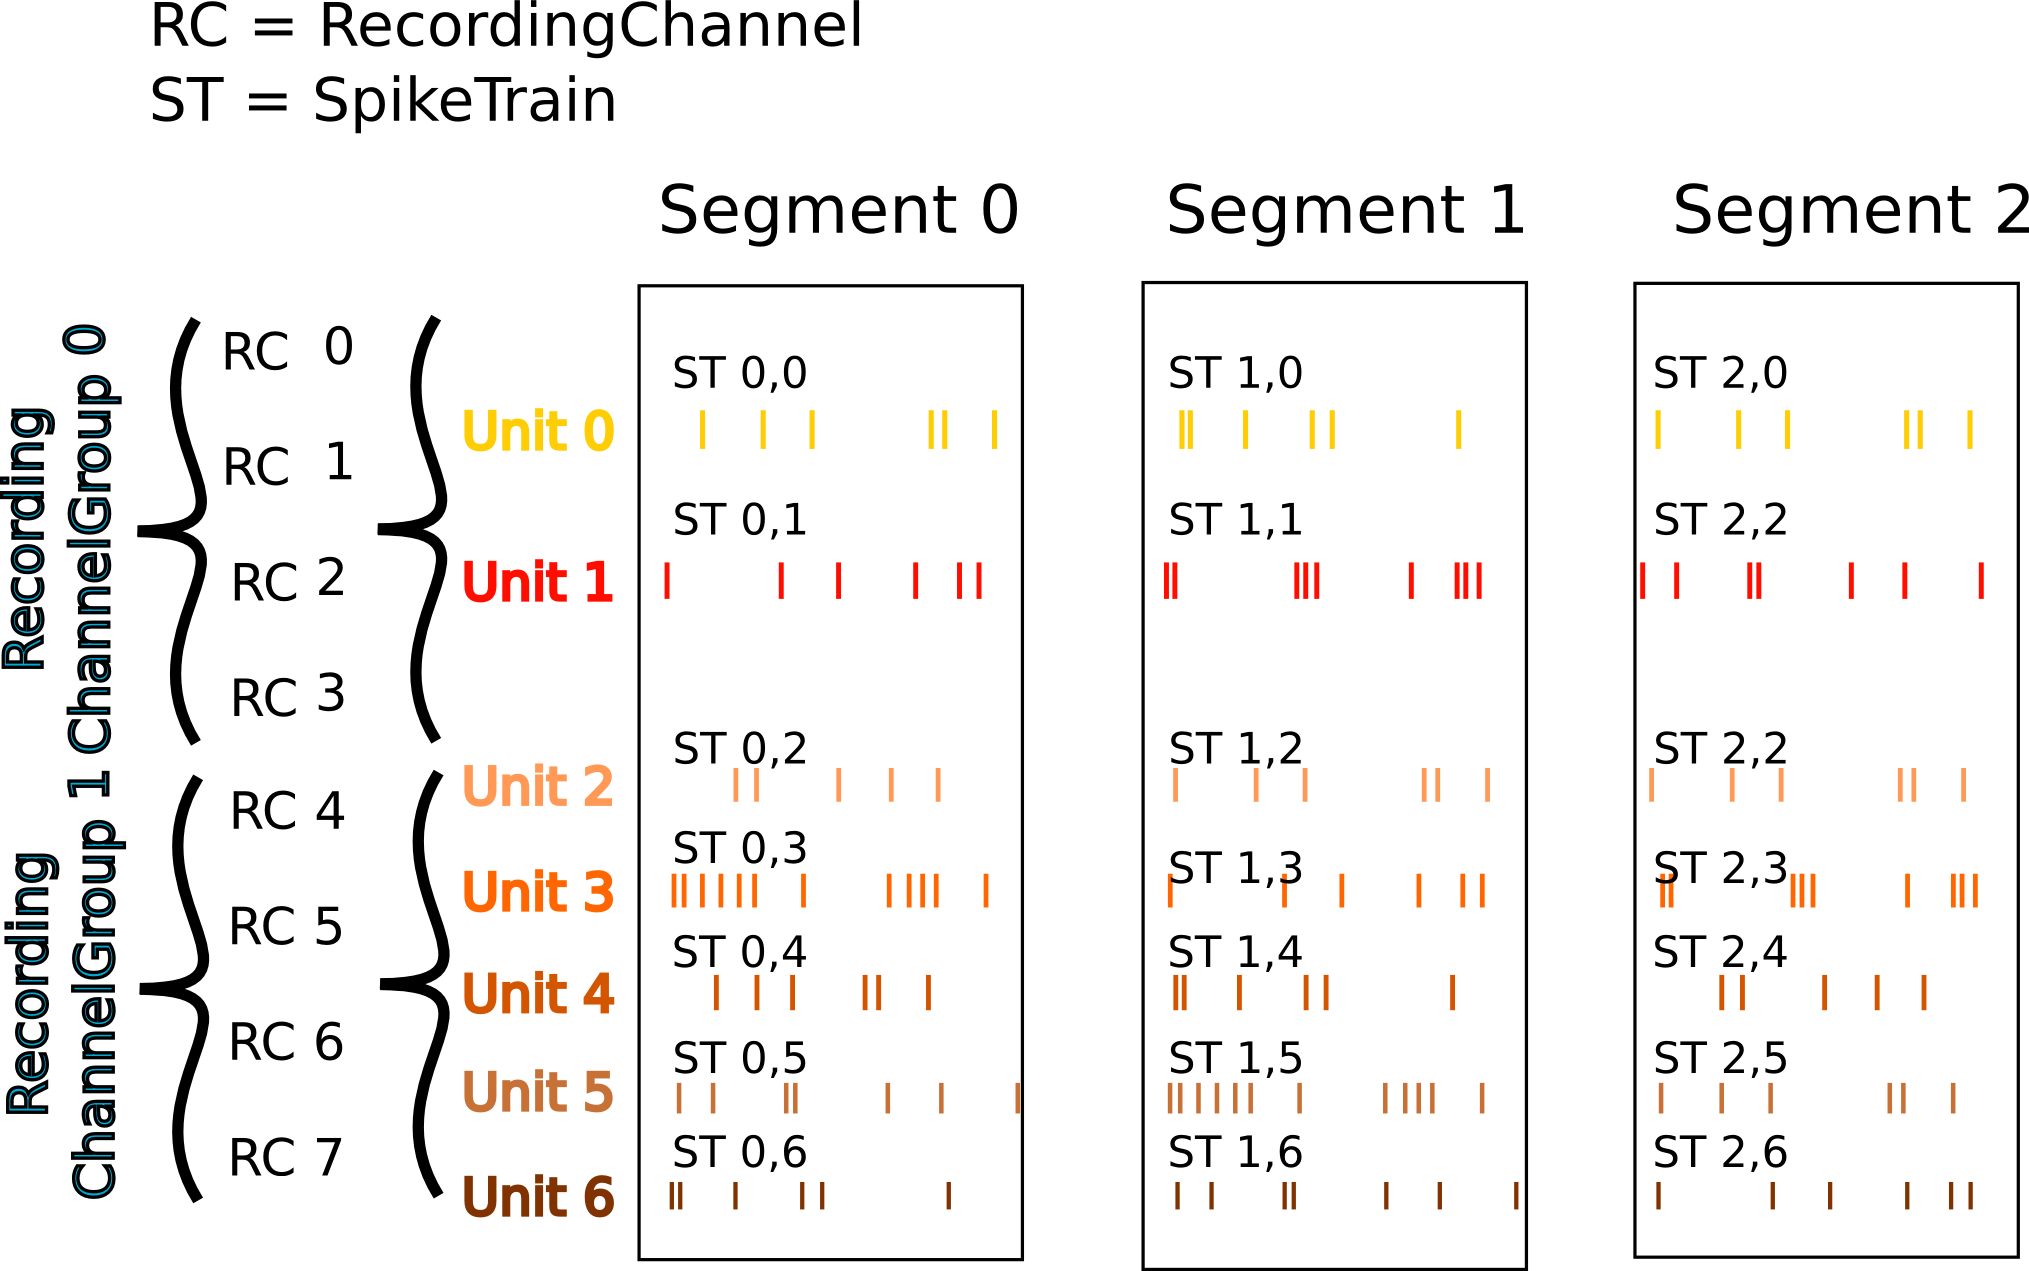 RC = RecordingChannel
ST = SpikeTrain
Segment 0
Segment 1
Segment 2
Recording
ChannelGroup 0
RC 0
RC 1
RC 2
RC 3
Unit 0
ST 0,0
ST 1,0
ST 2,0
Unit 1
ST 0,1
ST 1,1
ST 2,2
Recording
ChannelGroup 1
RC 4
RC 5
RC 6
RC 7
Unit 2
ST 0,2
ST 1,2
ST 2,2
Unit 3
ST 0,3
ST 1,3
ST 2,3
Unit 4
ST 0,4
ST 1,4
ST 2,4
Unit 5
ST 0,5
ST 1,5
ST 2,5
Unit 6
ST 0,6
ST 1,6
ST 2,6